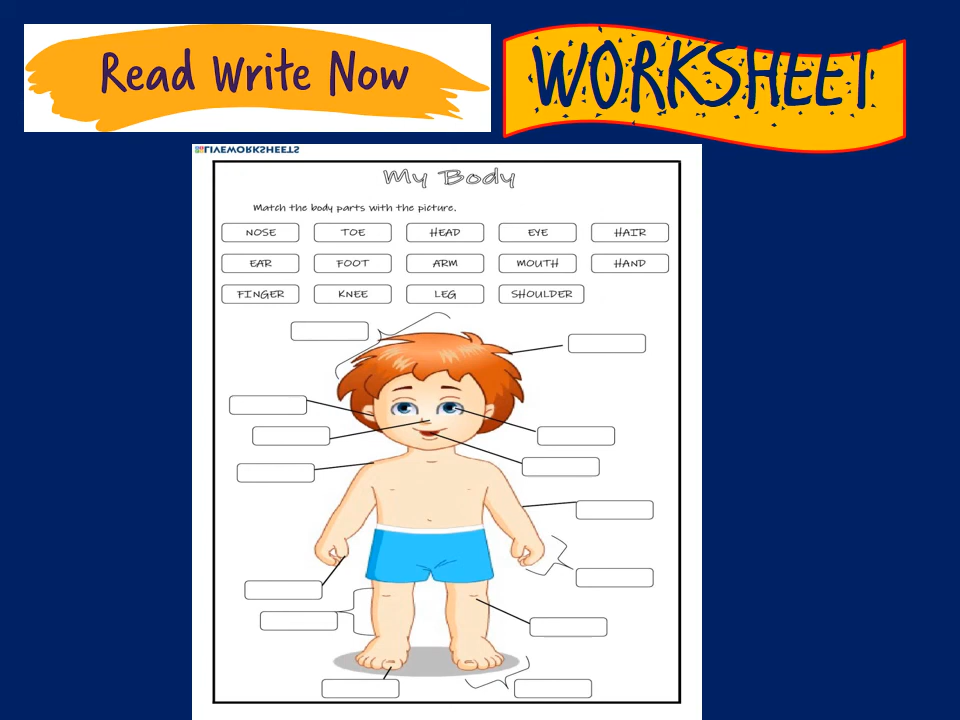 Read Write Now
WORKSHEET
LIVEWORKSHEETS
My Body
Match the body parts with the picture.
NOSE TOE HEAD EYE HAIR
EAR FOOT ARM MOUTH HAND
FINGER KNEE LEG SHOULDER